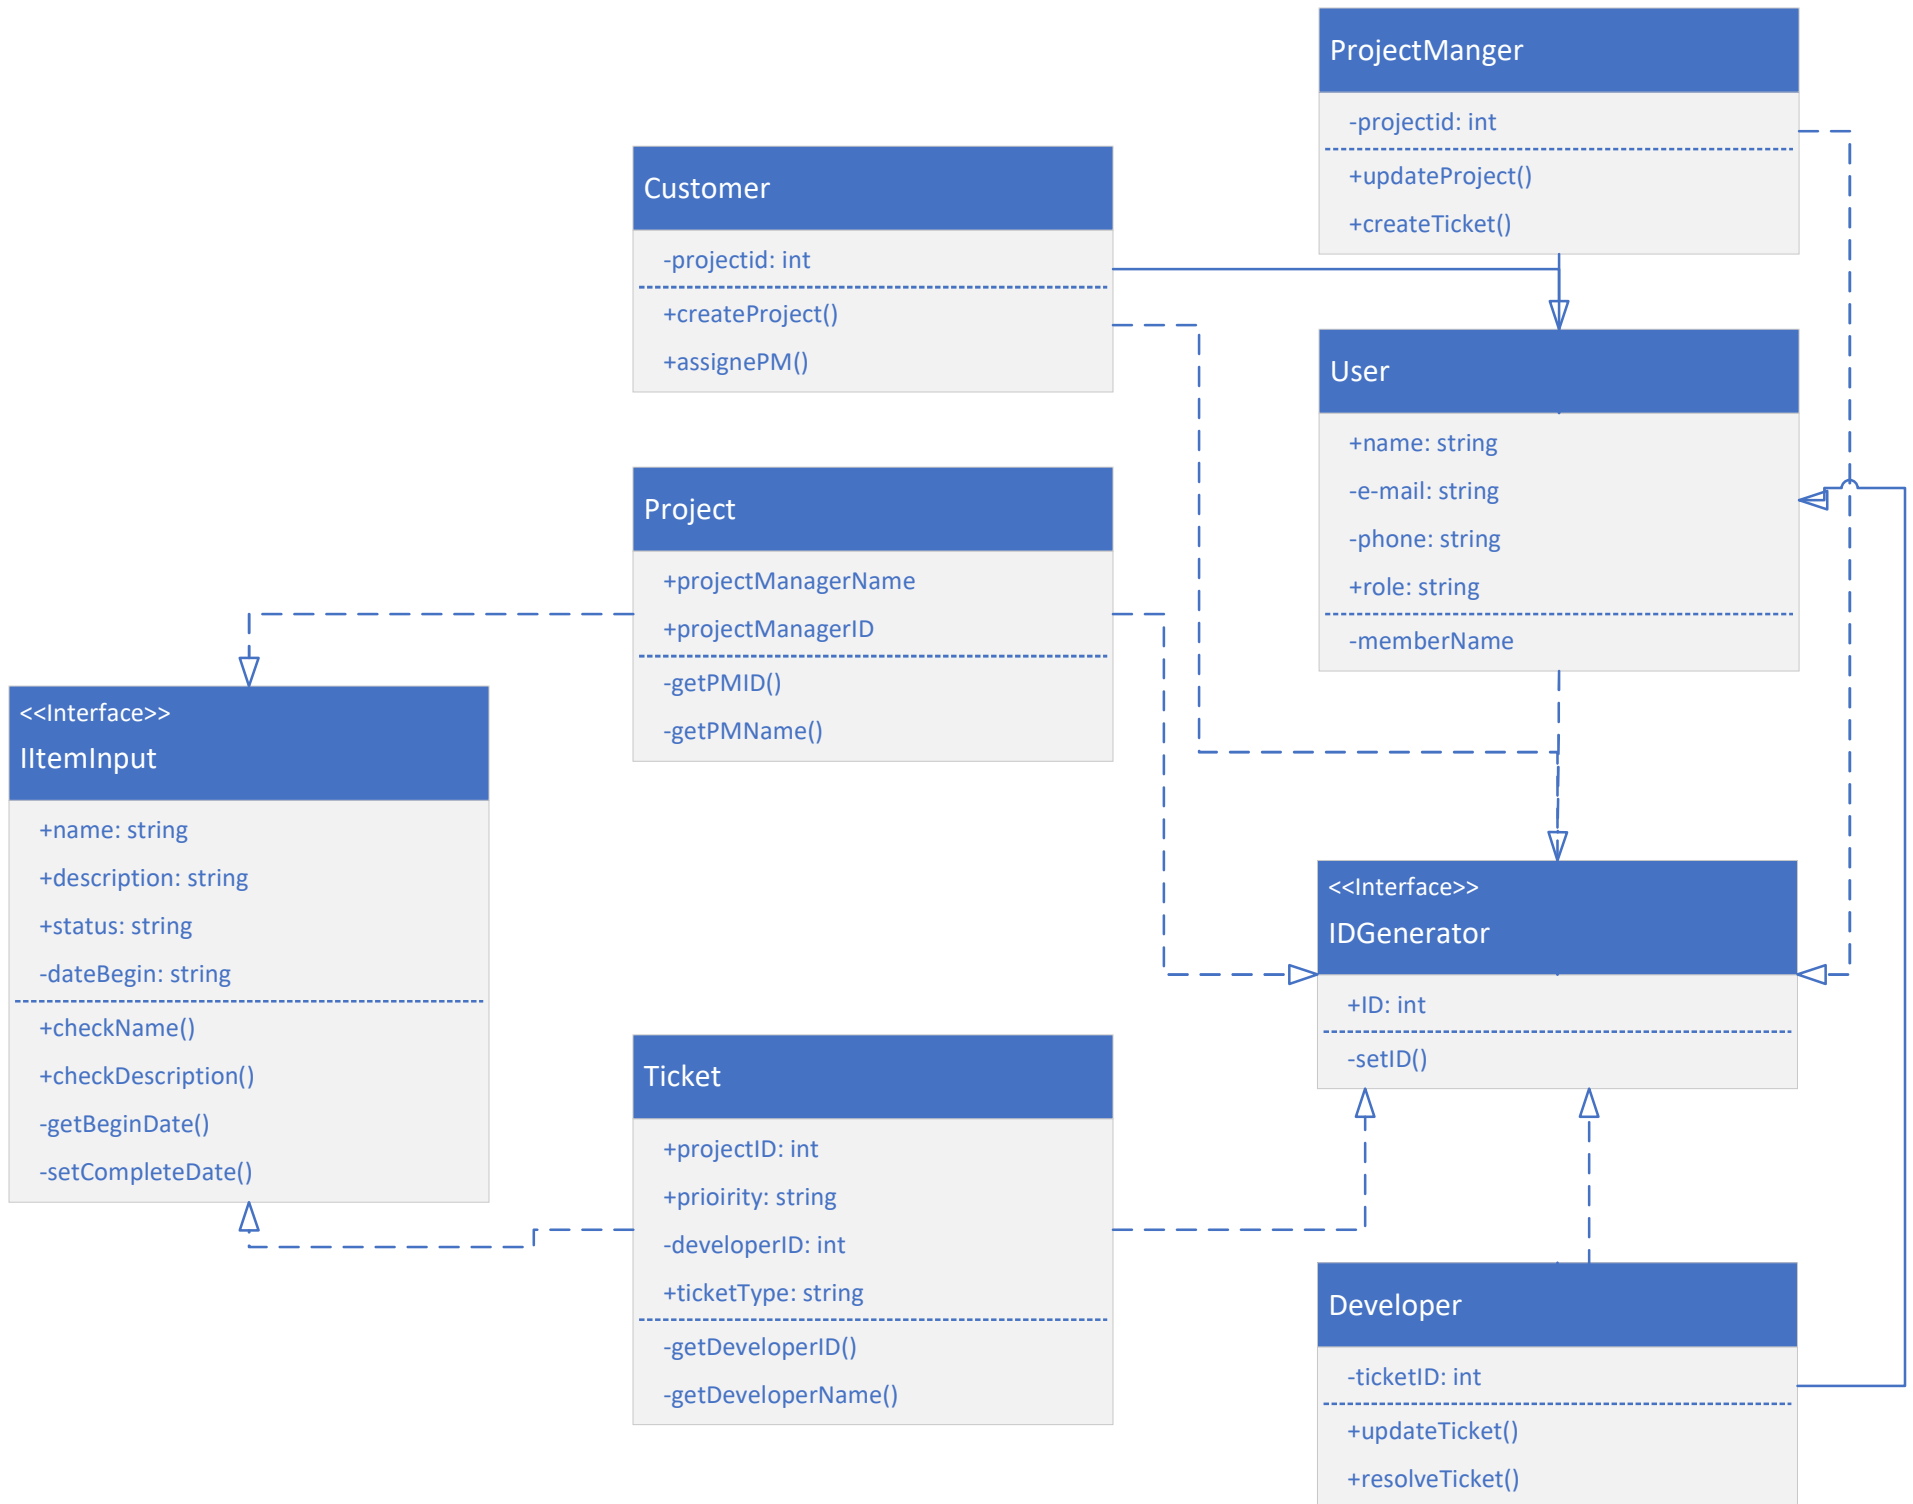 ProjectManger
-projectid: int
+updateProject()
+createTicket()
Customer
-projectid: int
+createProject()
+assignePM()
User
+name: string
-e-mail: string
-phone: string
+role: string
-memberName
Project
+projectManagerName
+projectManagerID
-getPMID()
-getPMName()
<<Interface>>
IItemInput
+name: string
+description: string
+status: string
-dateBegin: string
+checkName()
+checkDescription()
-getBeginDate()
-setCompleteDate()
<<Interface>>
IDGenerator
+ID: int
-setID()
Ticket
+projectID: int
+prioirity: string
-developerID: int
+ticketType: string
-getDeveloperID()
-getDeveloperName()
Developer
-ticketID: int
+updateTicket()
+resolveTicket()